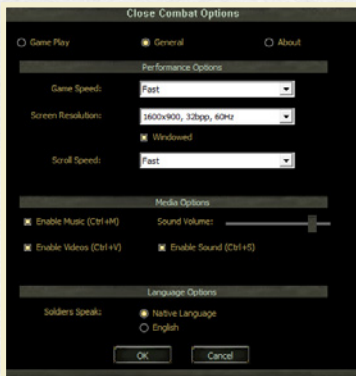 Close Combat Options
Game Play General About
Performance Options
Game Speed: Fast
Screen Resolution: 1600x900, 32bpp, 60Hz
Windowed
Scroll Speed: Fast
Media Options
Enable Music (Ctrl+M) Sound Volume:
Enable Videos (Ctrl+V) Enable Sound (Ctrl+S)
Language Options
Soldiers Speak: Native Language
English
OK Cancel